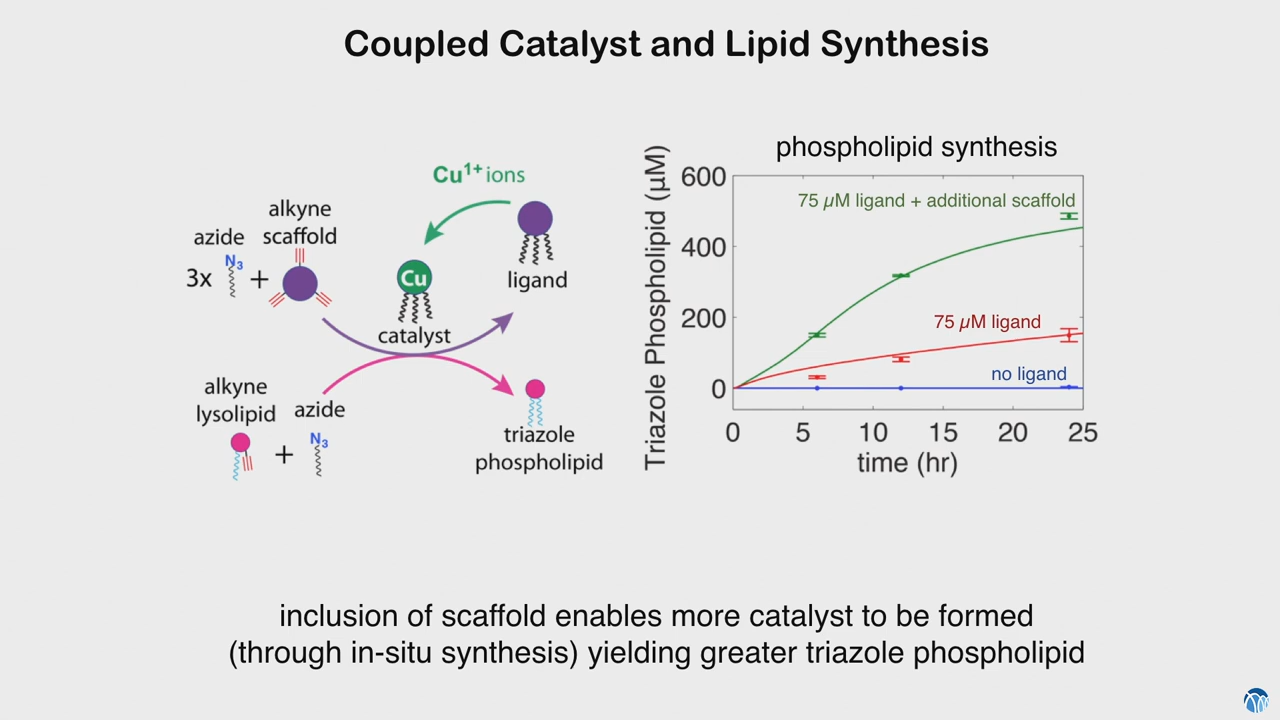 Coupled Catalyst and Lipid Synthesis
Cu1+ ions
alkyne
scaffold
azide
N3
3x
+
Cu
catalyst
ligand
alkyne
lysolipid
azide
N3
+
triazole
phospholipid
phospholipid synthesis
Triazole Phospholipid (µM)
600
400
200
0
75 µM ligand + additional scaffold
75 µM ligand
no ligand
0 5 10 15 20 25
time (hr)
inclusion of scaffold enables more catalyst to be formed
(through in-situ synthesis) yielding greater triazole phospholipid